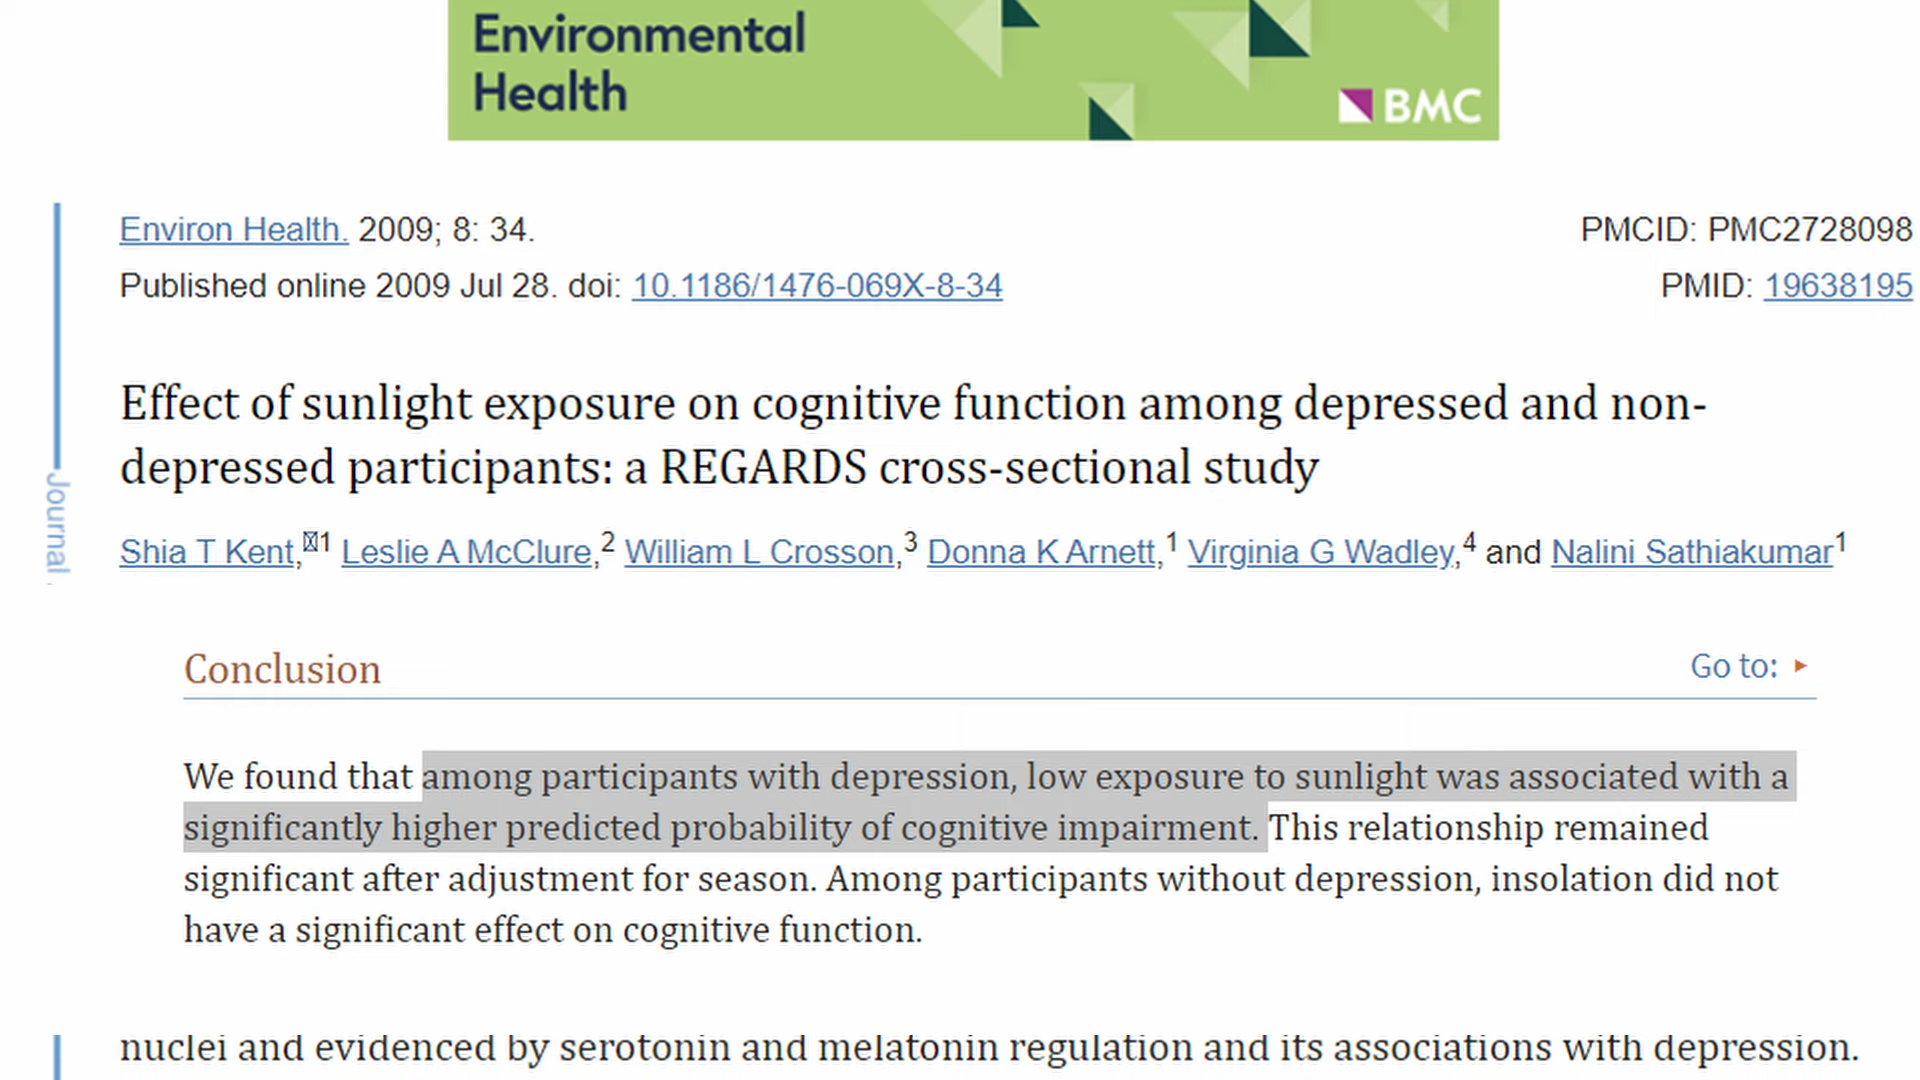 Environmental
Health
BMC
Environ Health. 2009; 8: 34.
PMCID: PMC2728098
Published online 2009 Jul 28. doi: 10.1186/1476-069X-8-34
PMID: 19638195
Effect of sunlight exposure on cognitive function among depressed and non-
depressed participants: a REGARDS cross-sectional study
Journal
Shia T Kent,1 Leslie A McClure,2 William L Crosson,3 Donna K Arnett,1 Virginia G Wadley,4 and Nalini Sathiakumar1
Conclusion
Go to:
We found that among participants with depression, low exposure to sunlight was associated with a
significantly higher predicted probability of cognitive impairment. This relationship remained
significant after adjustment for season. Among participants without depression, insolation did not
have a significant effect on cognitive function.
nuclei and evidenced by serotonin and melatonin regulation and its associations with depression.